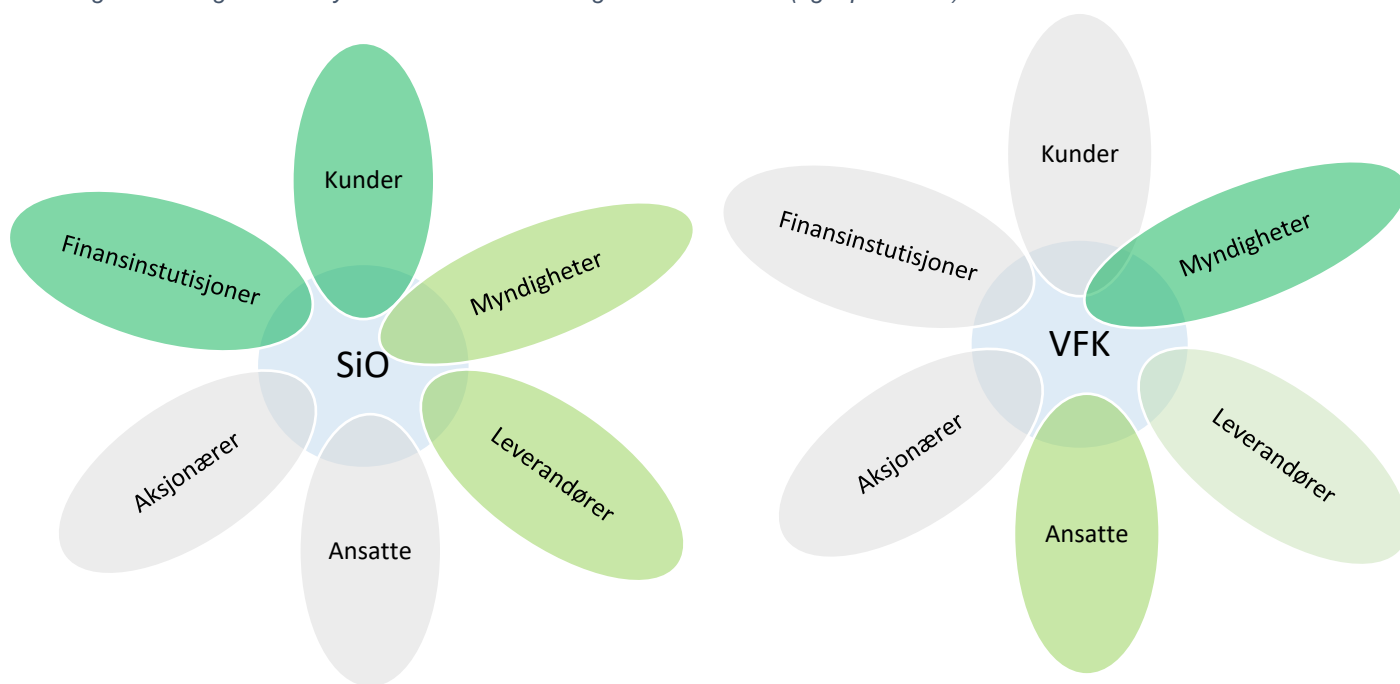 Kunder
Finansinstutisjoner
Myndigheter
SiO
Leverandører
Aksjonærer
Ansatte
Kunder
Finansinstutisjoner
Myndigheter
VFK
Leverandører
Aksjonærer
Ansatte